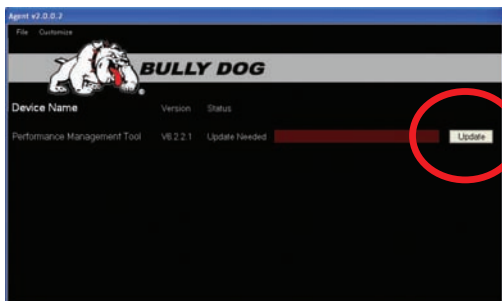 Agent v2.0.0.2
File Customize
BULLY DOG
Device Name Version Status
Performance Management Tool V8.2.2.1 Update Needed Update